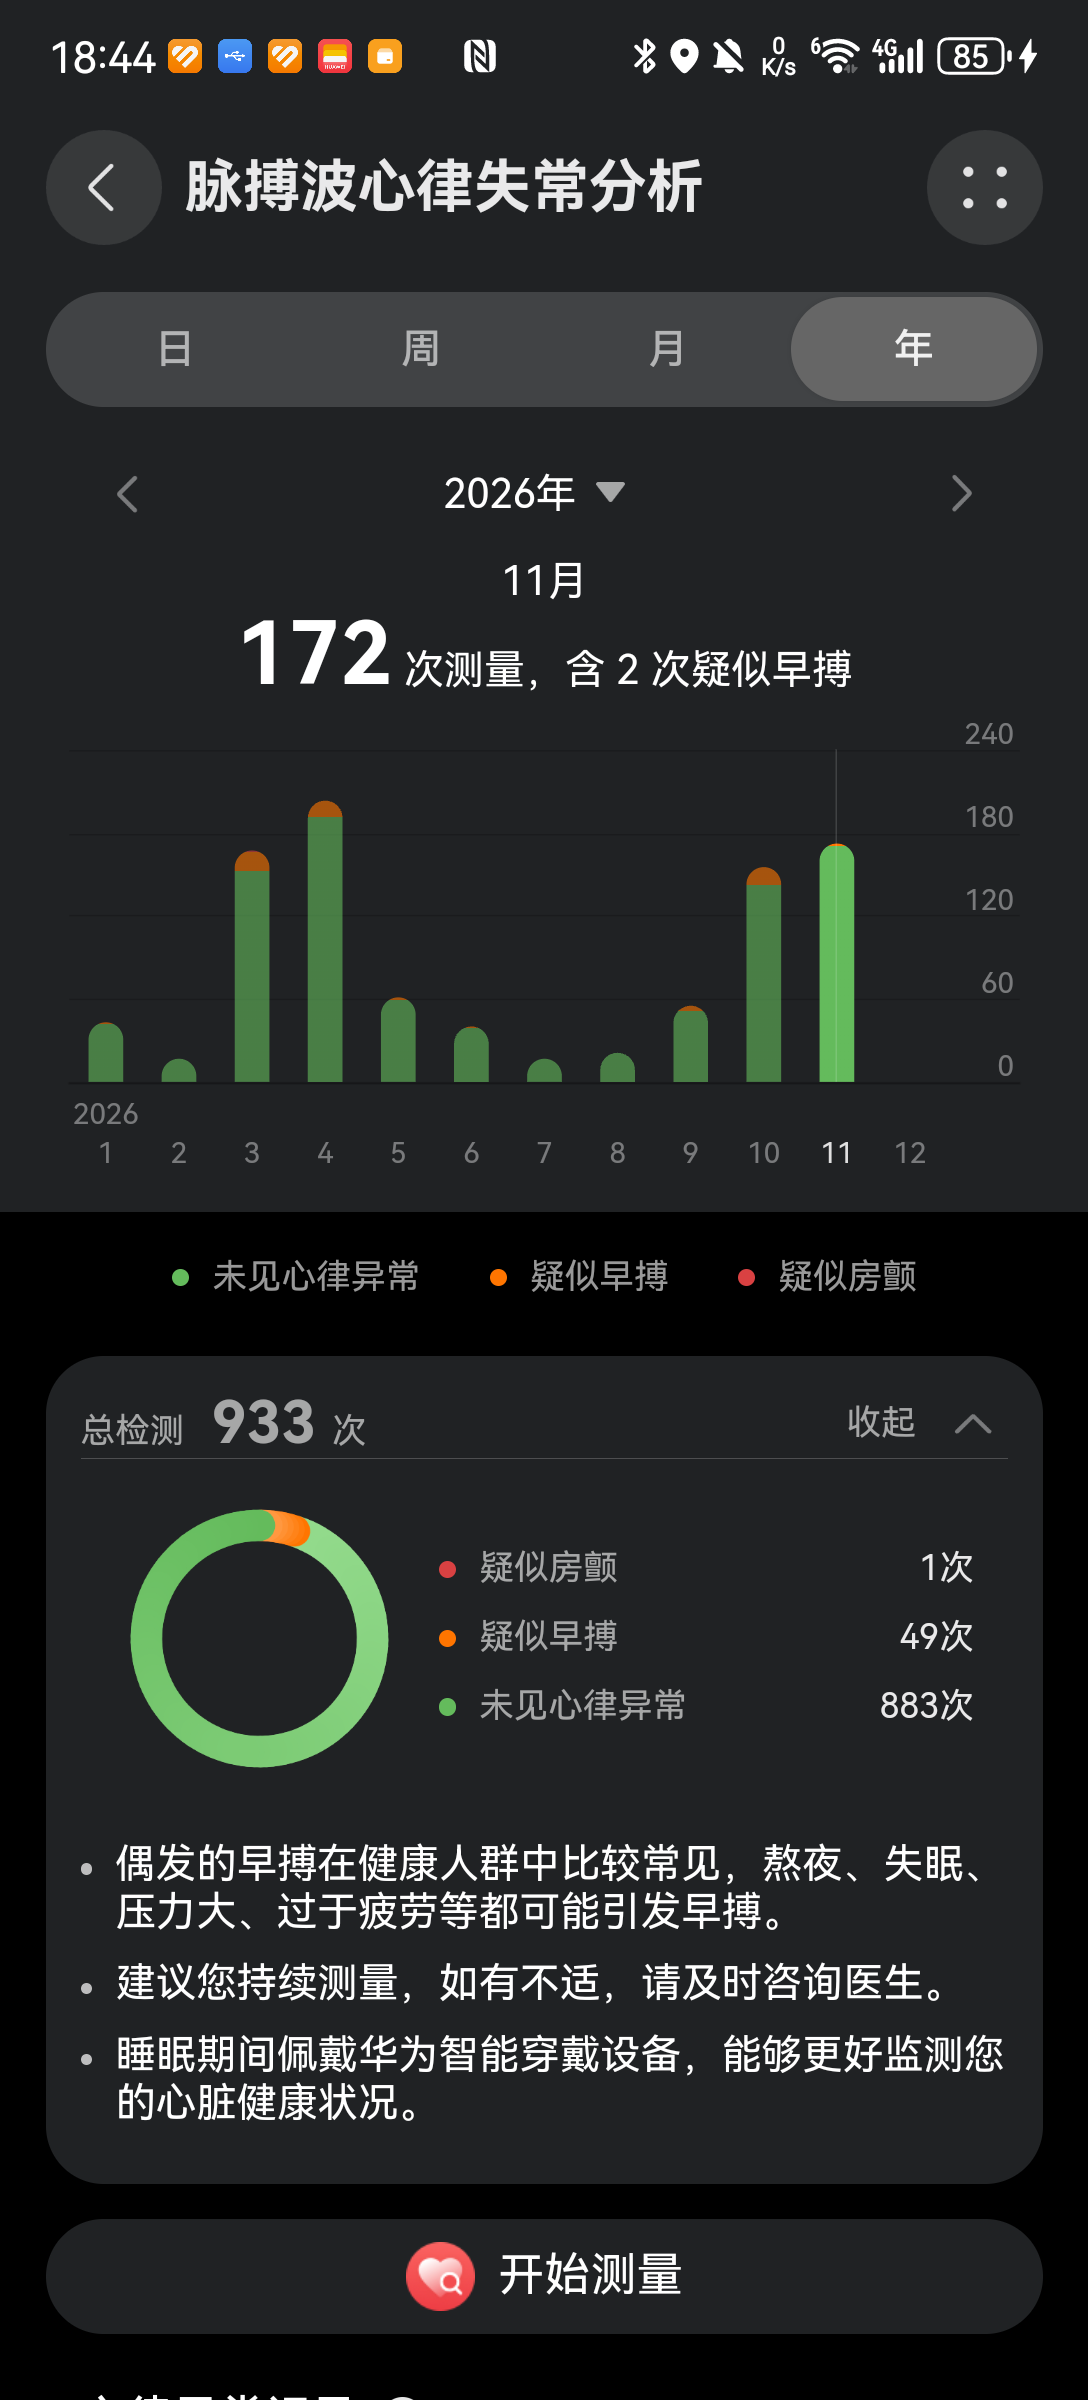 18:44
HUAWEI
0 K/s
6
4G
85
脉搏波心律失常分析
日 周 月 年
2026年
11月
172 次测量，含 2 次疑似早搏
240
180
120
60
0
2026
1 2 3 4 5 6 7 8 9 10 11 12
未见心律异常 疑似早搏 疑似房颤
总检测 933 次 收起
疑似房颤 1次
疑似早搏 49次
未见心律异常 883次
• 偶发的早搏在健康人群中比较常见，熬夜、失眠、
压力大、过于疲劳等都可能引发早搏。
• 建议您持续测量，如有不适，请及时咨询医生。
• 睡眠期间佩戴华为智能穿戴设备，能够更好监测您
的心脏健康状况。
开始测量